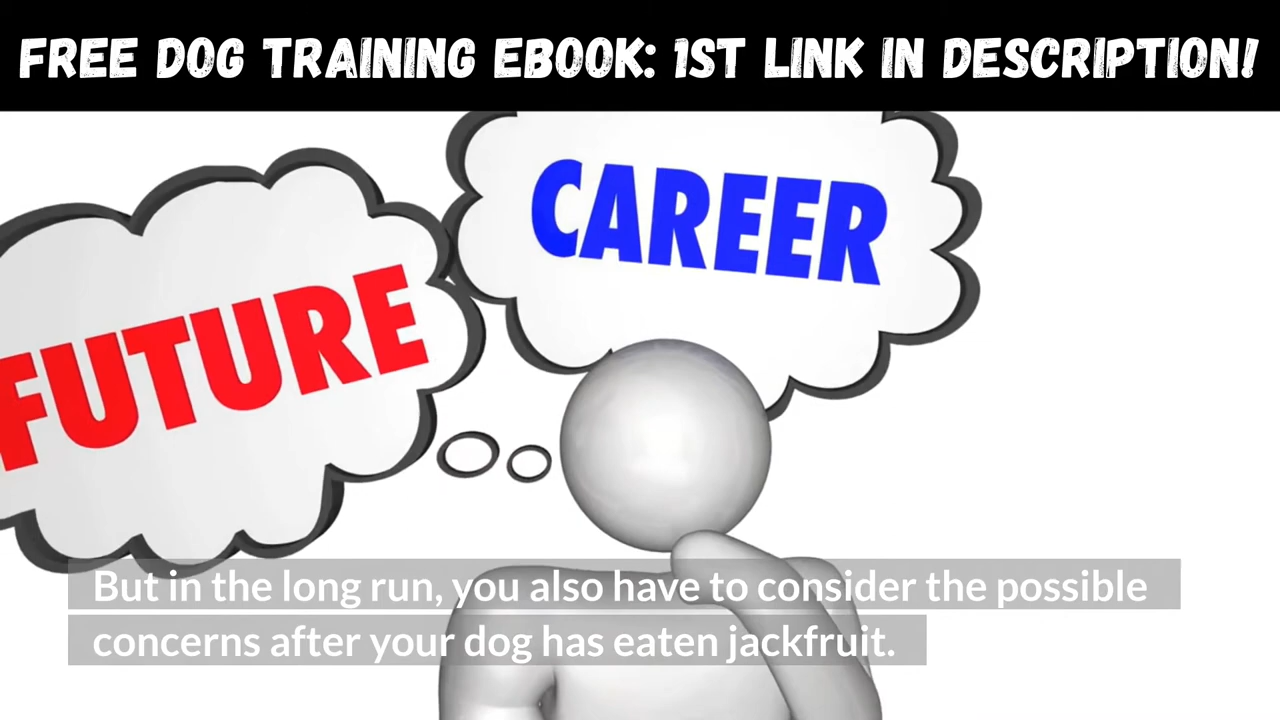 FREE DOG TRAINING EBOOK: 1ST LINK IN DESCRIPTION!
CAREER
FUTURE
But in the long run, you also have to consider the possible
concerns after your dog has eaten jackfruit.